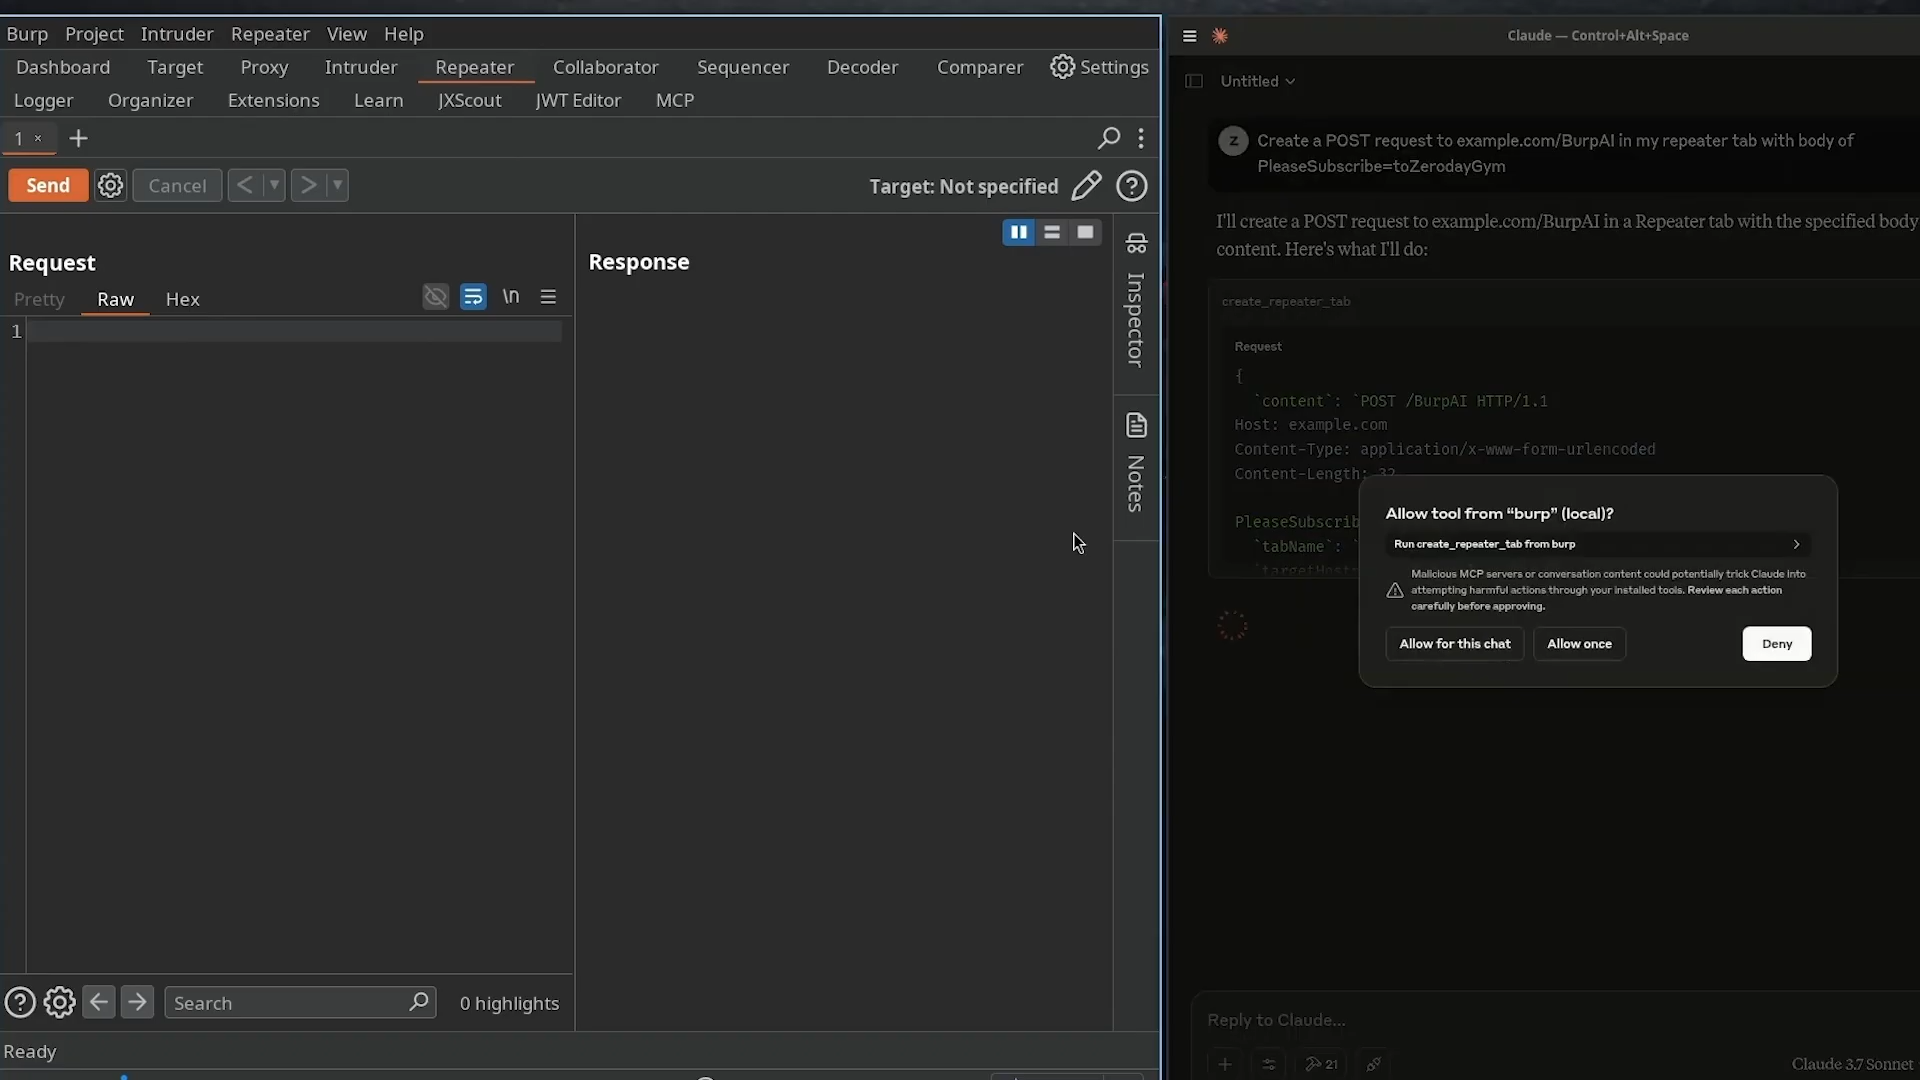 Burp Project Intruder Repeater View Help
Dashboard Target Proxy Intruder Repeater Collaborator Sequencer Decoder Comparer Settings
Logger Organizer Extensions Learn JXScout JWT Editor MCP
1 × +
Send Cancel < >
Target: Not specified
Request
Pretty Raw Hex \n
1
Response
Inspector
Notes
Search 0 highlights
Ready
Claude — Control+Alt+Space
Untitled
Z
Create a POST request to example.com/BurpAI in my repeater tab with body of
PleaseSubscribe=toZerodayGym
I'll create a POST request to example.com/BurpAI in a Repeater tab with the specified body
content. Here's what I'll do:
create_repeater_tab
Request
{
`content`: `POST /BurpAI HTTP/1.1
Host: example.com
Content-Type: application/x-www-form-urlencoded
Content-Length: 32
PleaseSubscrib
`tabName`: `
`targetHost
Allow tool from “burp” (local)?
Run create_repeater_tab from burp
Malicious MCP servers or conversation content could potentially trick Claude into
attempting harmful actions through your installed tools. Review each action
carefully before approving.
Allow for this chat Allow once Deny
Reply to Claude...
21
Claude 3.7 Sonnet